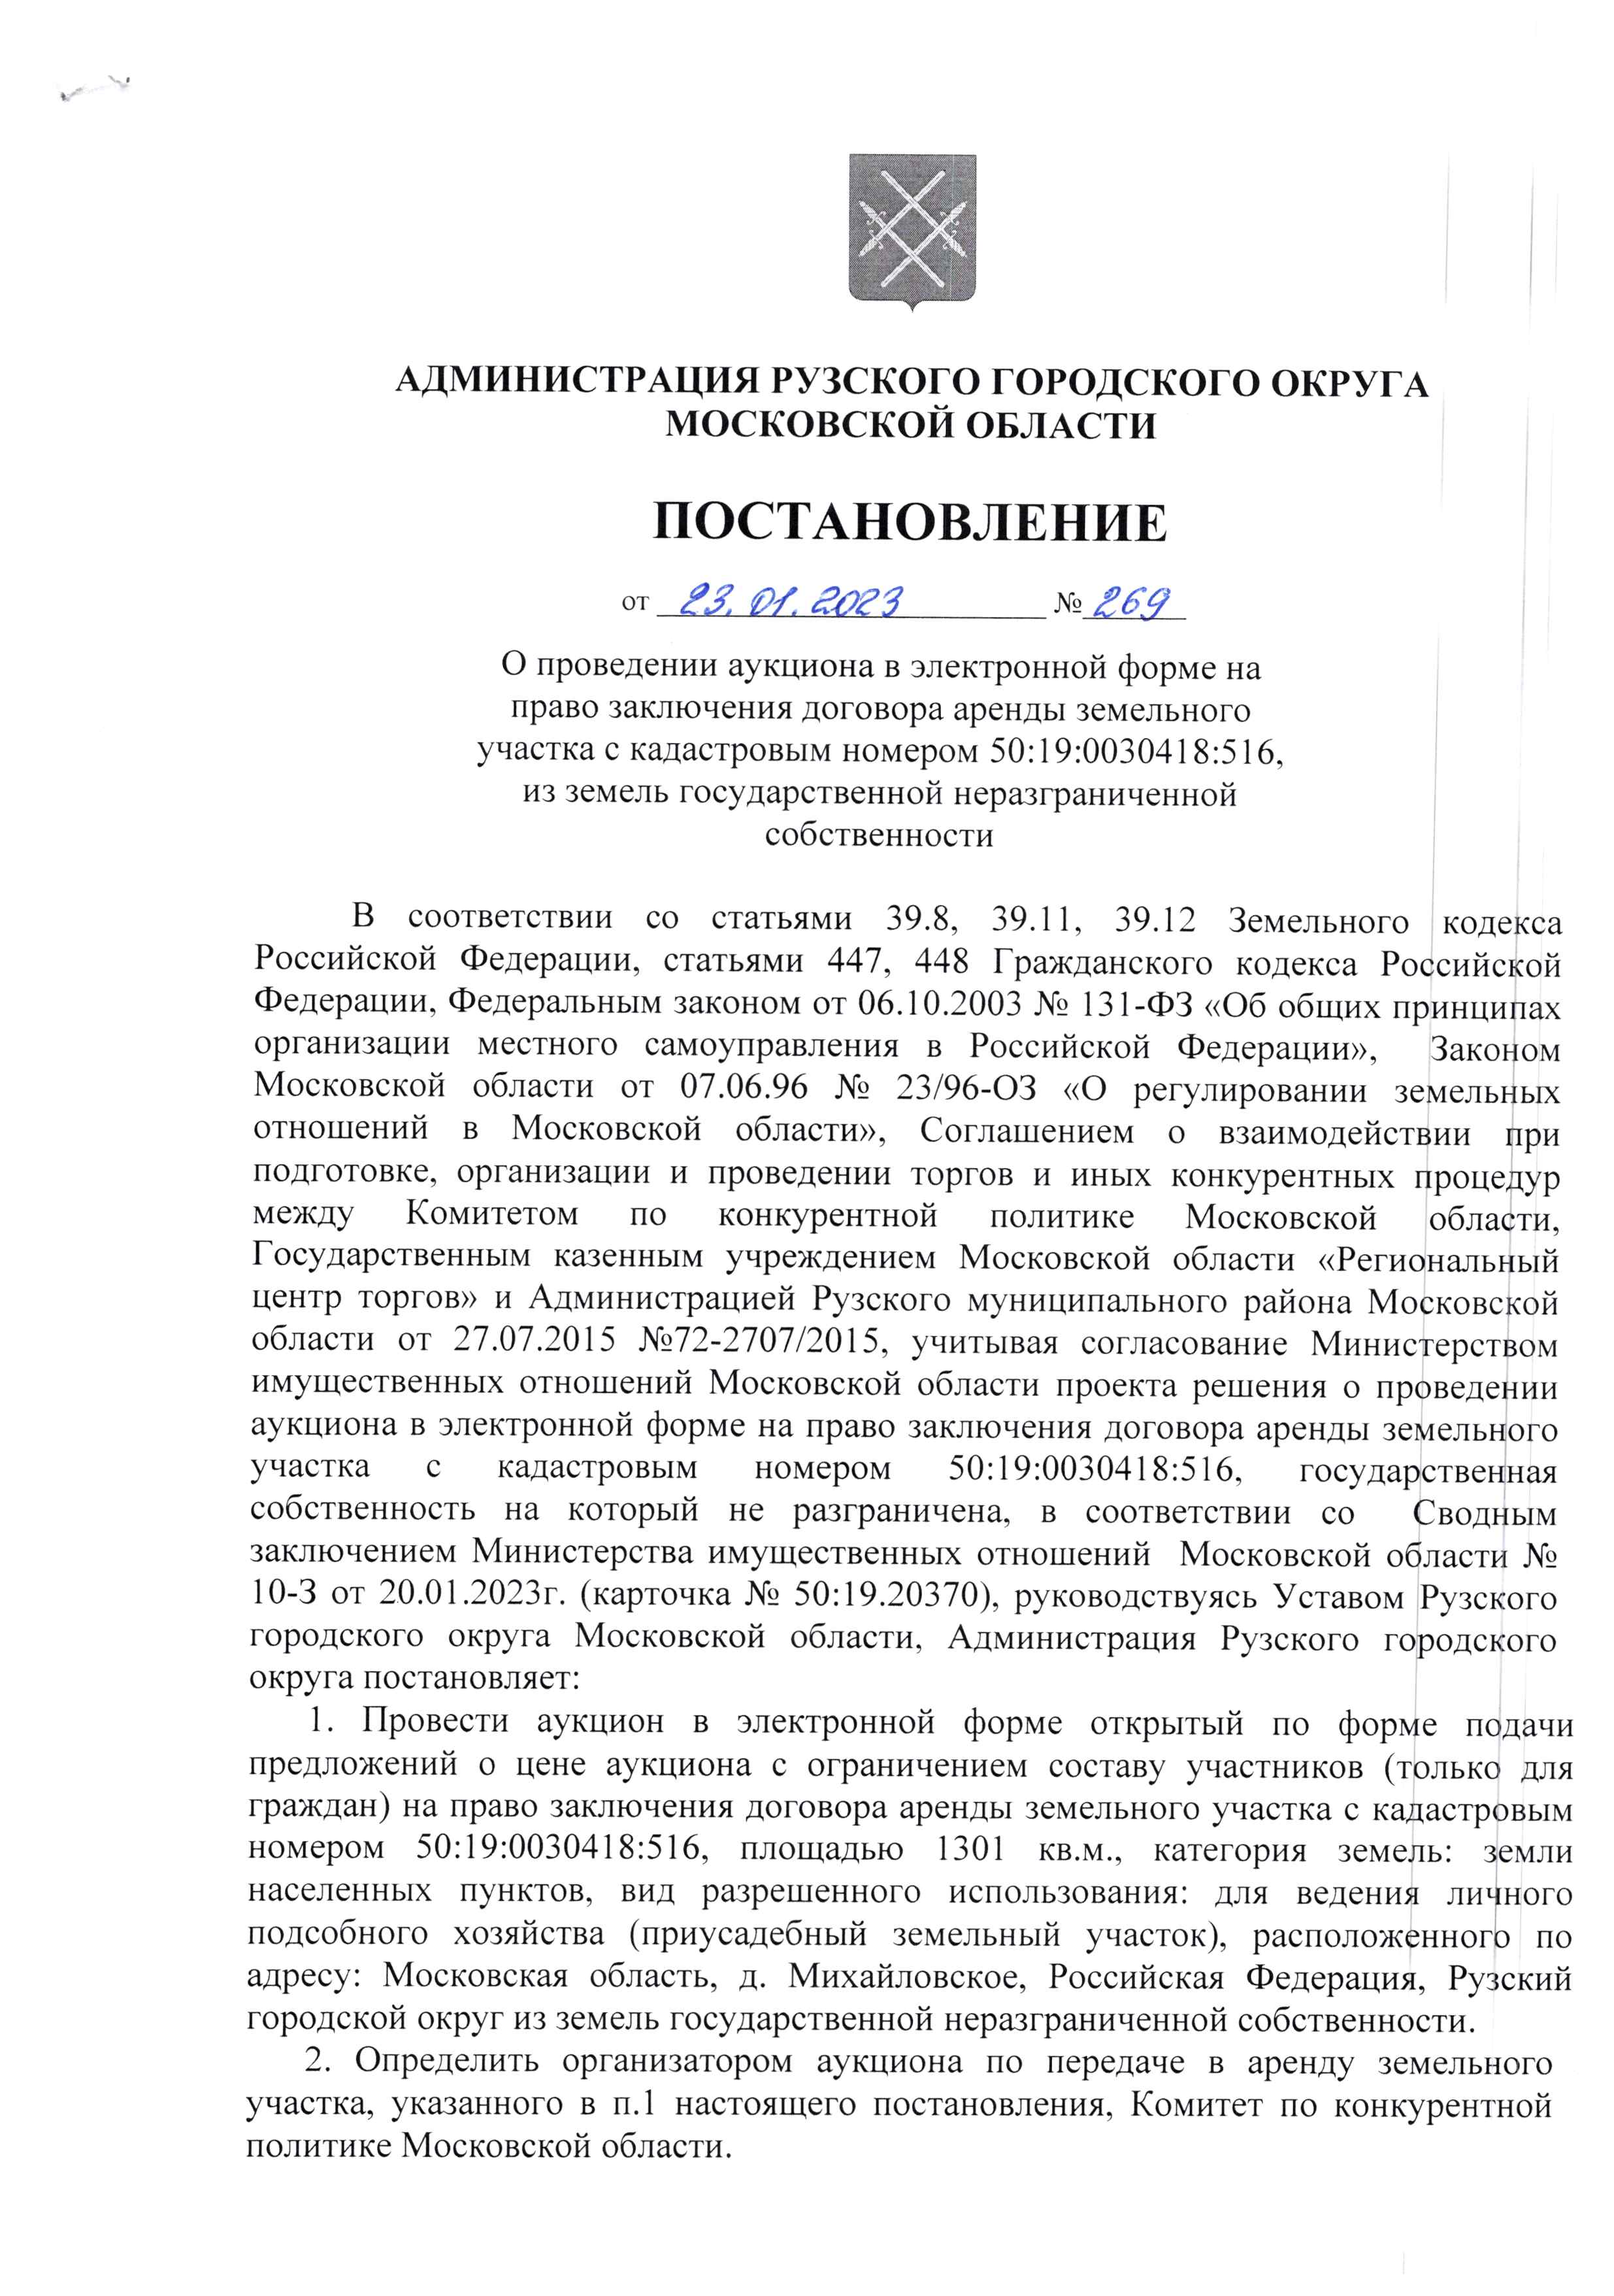 АДМИНИСТРАЦИЯ РУЗСКОГО ГОРОДСКОГО ОКРУГА
МОСКОВСКОЙ ОБЛАСТИ
ПОСТАНОВЛЕНИЕ
от 23.01.2023 № 269
О проведении аукциона в электронной форме на
право заключения договора аренды земельного
участка с кадастровым номером 50:19:0030418:516,
из земель государственной неразграниченной
собственности
В соответствии со статьями 39.8, 39.11, 39.12 Земельного кодекса
Российской Федерации, статьями 447, 448 Гражданского кодекса Российской
Федерации, Федеральным законом от 06.10.2003 № 131-ФЗ «Об общих принципах
организации местного самоуправления в Российской Федерации», Законом
Московской области от 07.06.96 № 23/96-ОЗ «О регулировании земельных
отношений в Московской области», Соглашением о взаимодействии при
подготовке, организации и проведении торгов и иных конкурентных процедур
между Комитетом по конкурентной политике Московской области,
Государственным казенным учреждением Московской области «Региональный
центр торгов» и Администрацией Рузского муниципального района Московской
области от 27.07.2015 №72-2707/2015, учитывая согласование Министерством
имущественных отношений Московской области проекта решения о проведении
аукциона в электронной форме на право заключения договора аренды земельного
участка с кадастровым номером 50:19:0030418:516, государственная
собственность на который не разграничена, в соответствии со Сводным
заключением Министерства имущественных отношений Московской области №
10-З от 20.01.2023г. (карточка № 50:19.20370), руководствуясь Уставом Рузского
городского округа Московской области, Администрация Рузского городского
округа постановляет:
1. Провести аукцион в электронной форме открытый по форме подачи
предложений о цене аукциона с ограничением составу участников (только для
граждан) на право заключения договора аренды земельного участка с кадастровым
номером 50:19:0030418:516, площадью 1301 кв.м., категория земель: земли
населенных пунктов, вид разрешенного использования: для ведения личного
подсобного хозяйства (приусадебный земельный участок), расположенного по
адресу: Московская область, д. Михайловское, Российская Федерация, Рузский
городской округ из земель государственной неразграниченной собственности.
2. Определить организатором аукциона по передаче в аренду земельного
участка, указанного в п.1 настоящего постановления, Комитет по конкурентной
политике Московской области.